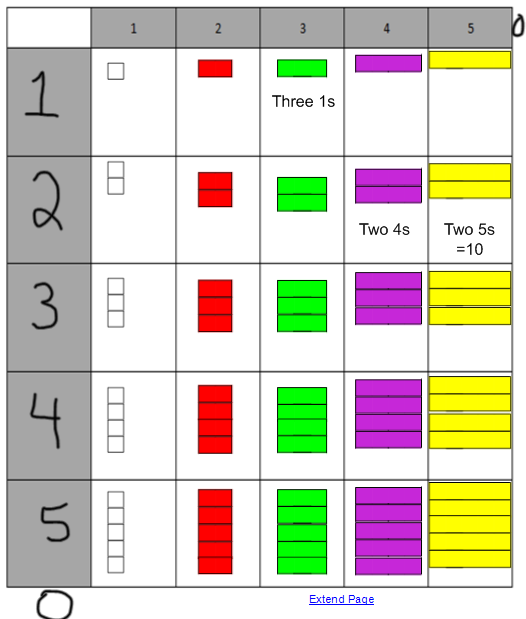 1 2 3 4 5 0
1
Three 1s
2
Two 4s
Two 5s
=10
3
4
5
0
Extend Page